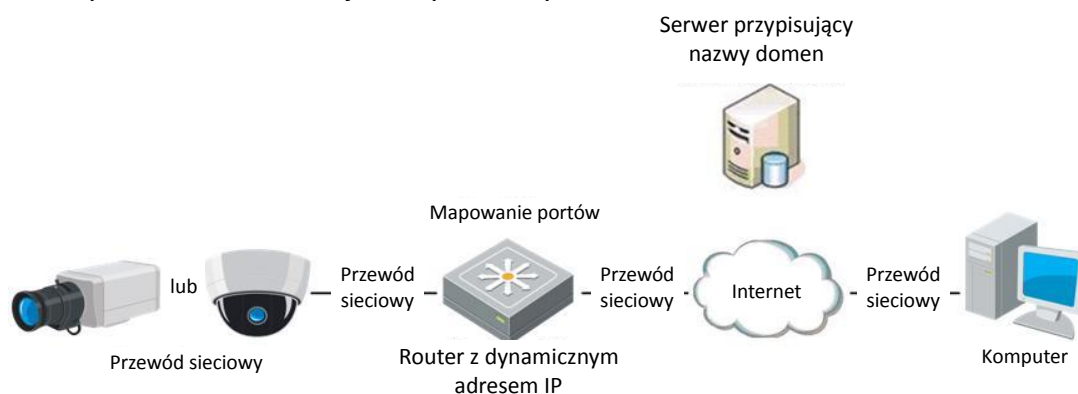 Serwer przypisujący
nazwy domen
Mapowanie portów
lub
Przewód
sieciowy
Przewód
sieciowy
Internet
Przewód
sieciowy
Przewód sieciowy
Router z dynamicznym
adresem IP
Komputer